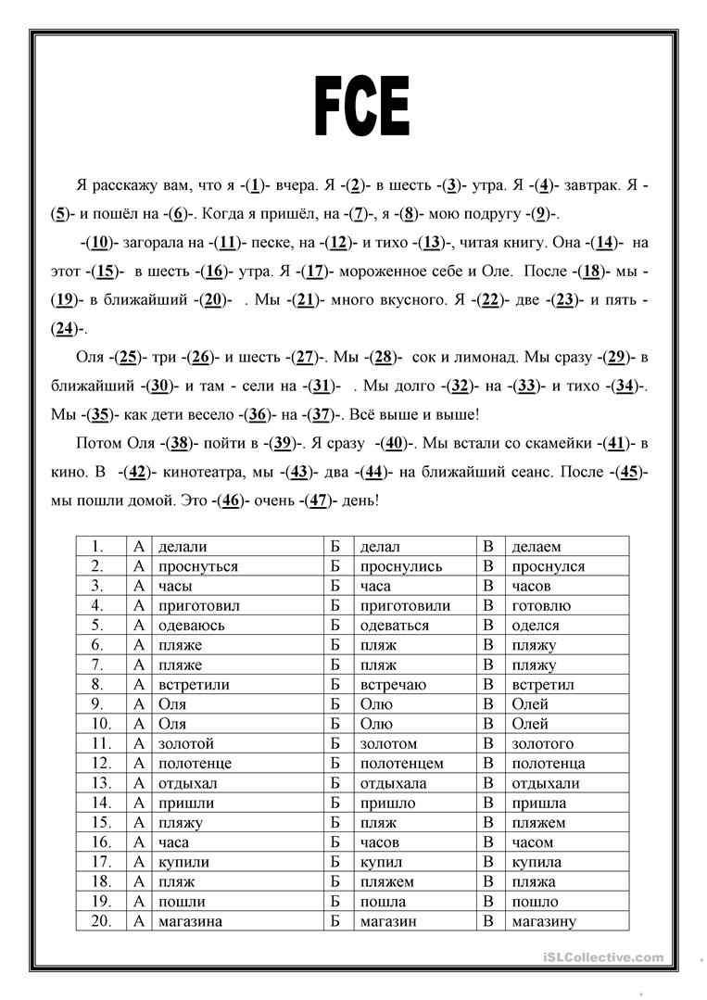 FCE
Я расскажу вам, что я -(1)- вчера. Я -(2)- в шесть -(3)- утра. Я -(4)- завтрак. Я -
(5)- и пошёл на -(6)-. Когда я пришёл, на -(7)-, я -(8)- мою подругу -(9)-.
-(10)- загорала на -(11)- песке, на -(12)- и тихо -(13)-, читая книгу. Она -(14)- на
этот -(15)- в шесть -(16)- утра. Я -(17)- мороженное себе и Оле. После -(18)- мы -
(19)- в ближайший -(20)- . Мы -(21)- много вкусного. Я -(22)- две -(23)- и пять -
(24)-.
Оля -(25)- три -(26)- и шесть -(27)-. Мы -(28)- сок и лимонад. Мы сразу -(29)- в
ближайший -(30)- и там - сели на -(31)- . Мы долго -(32)- на -(33)- и тихо -(34)-.
Мы -(35)- как дети весело -(36)- на -(37)-. Всё выше и выше!
Потом Оля -(38)- пойти в -(39)-. Я сразу -(40)-. Мы встали со скамейки -(41)- в
кино. В -(42)- кинотеатра, мы -(43)- два -(44)- на ближайший сеанс. После -(45)-
мы пошли домой. Это -(46)- очень -(47)- день!
1. А делали Б делал В делаем
2. А проснуться Б проснулись В проснулся
3. А часы Б часа В часов
4. А приготовил Б приготовили В готовлю
5. А одеваюсь Б одеваться В оделся
6. А пляже Б пляж В пляжу
7. А пляже Б пляж В пляжу
8. А встретили Б встречаю В встретил
9. А Оля Б Олю В Олей
10. А Оля Б Олю В Олей
11. А золотой Б золотом В золотого
12. А полотенце Б полотенцем В полотенца
13. А отдыхал Б отдыхала В отдыхали
14. А пришли Б пришло В пришла
15. А пляжу Б пляж В пляжем
16. А часа Б часов В часом
17. А купили Б купил В купила
18. А пляж Б пляжем В пляжа
19. А пошли Б пошла В пошло
20. А магазина Б магазин В магазину
iSLCollective.com